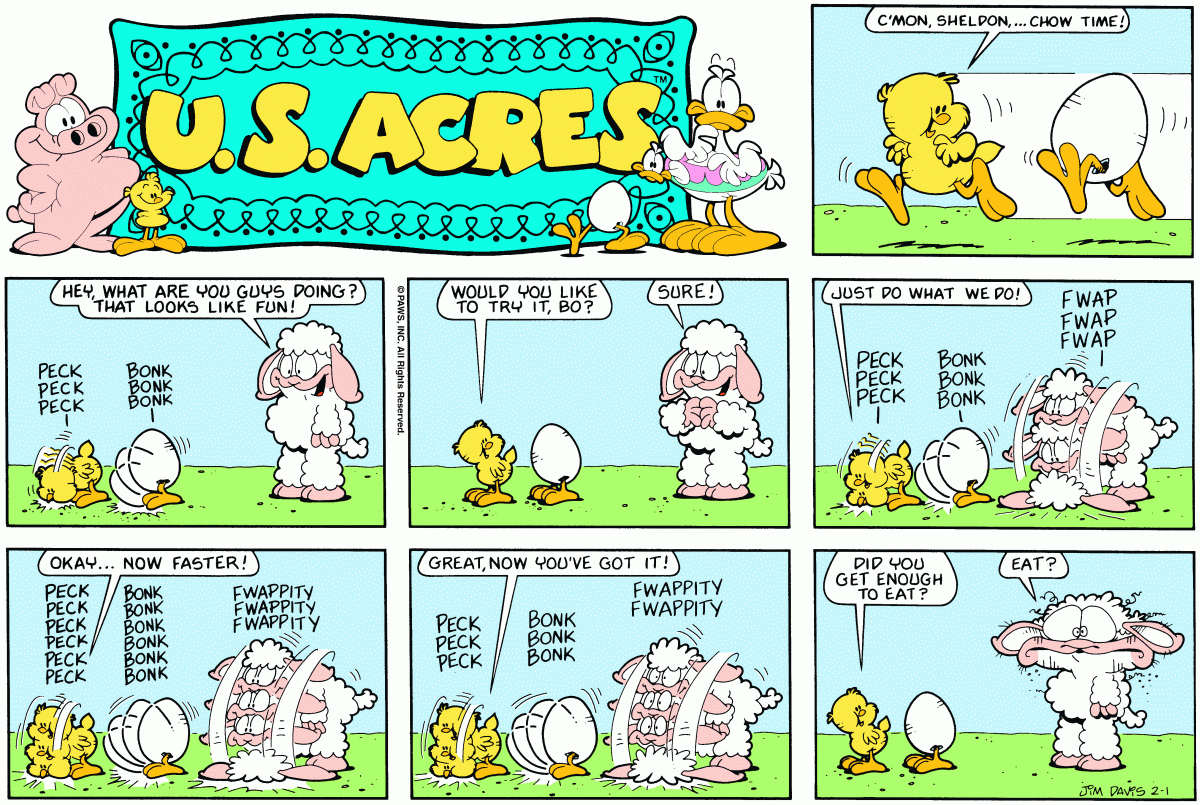 U.S. ACRES
TM
C'MON, SHELDON,... CHOW TIME!
HEY, WHAT ARE YOU GUYS DOING?
THAT LOOKS LIKE FUN!
PECK
PECK
PECK
BONK
BONK
BONK
© PAWS, INC. All Rights Reserved.
WOULD YOU LIKE
TO TRY IT, BO?
SURE!
JUST DO WHAT WE DO!
PECK
PECK
PECK
BONK
BONK
BONK
FWAP
FWAP
FWAP
OKAY... NOW FASTER!
PECK
PECK
PECK
PECK
PECK
PECK
BONK
BONK
BONK
BONK
BONK
BONK
FWAPPITY
FWAPPITY
FWAPPITY
GREAT, NOW YOU'VE GOT IT!
PECK
PECK
PECK
BONK
BONK
BONK
FWAPPITY
FWAPPITY
DID YOU
GET ENOUGH
TO EAT?
EAT?
JIM DAVIS 2-1